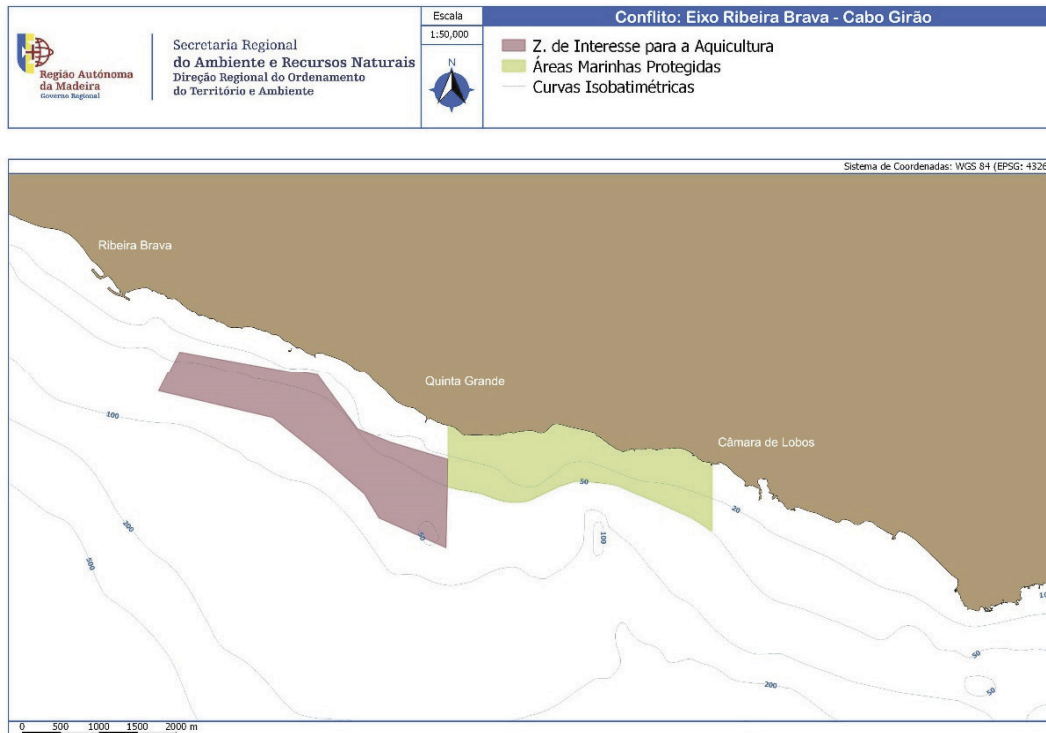 Região Autónoma
da Madeira
Governo Regional
Secretaria Regional
do Ambiente e Recursos Naturais
Direção Regional do Ordenamento
do Território e Ambiente
Escala
1:50,000
N
Conflito: Eixo Ribeira Brava - Cabo Girão
Z. de Interesse para a Aquicultura
Áreas Marinhas Protegidas
Curvas Isobatimétricas
Sistema de Coordenadas: WGS 84 (EPSG: 4326
Ribeira Brava
Quinta Grande
Câmara de Lobos
100
50
20
200
100
500
10
50
200
50
0 500 1000 1500 2000 m